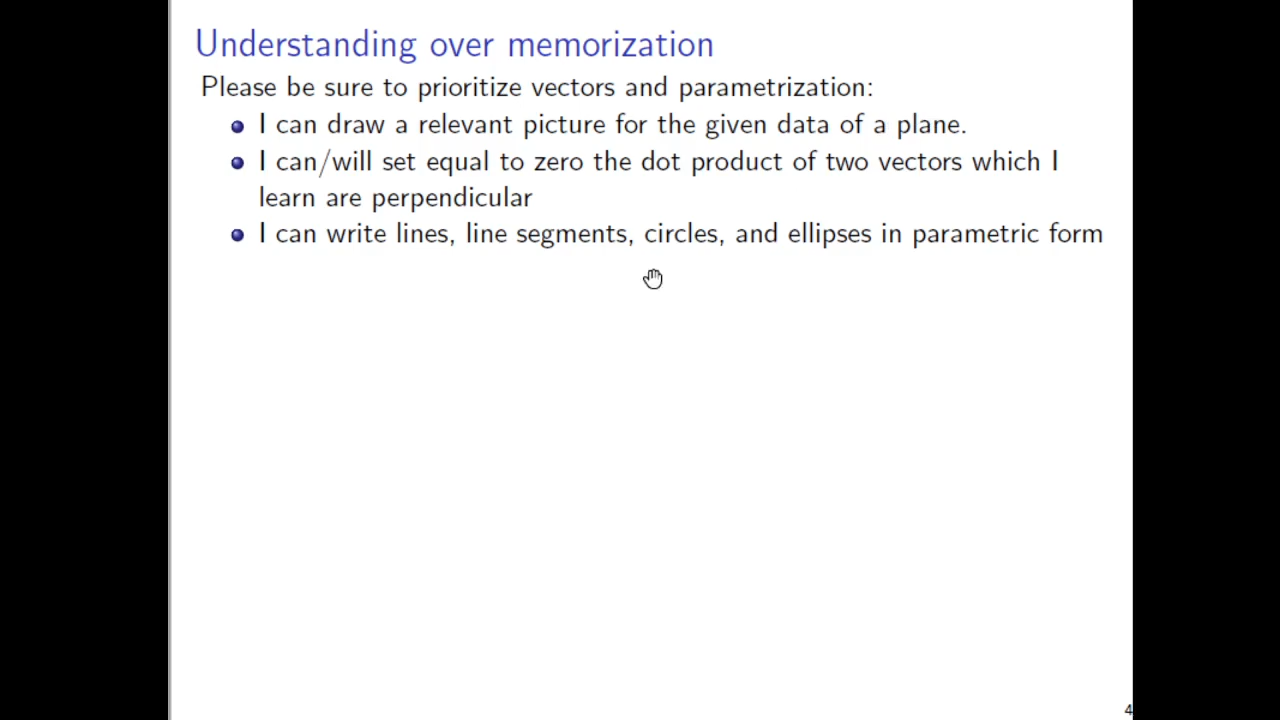 Understanding over memorization
Please be sure to prioritize vectors and parametrization:
I can draw a relevant picture for the given data of a plane.
I can/will set equal to zero the dot product of two vectors which I
learn are perpendicular
I can write lines, line segments, circles, and ellipses in parametric form
4